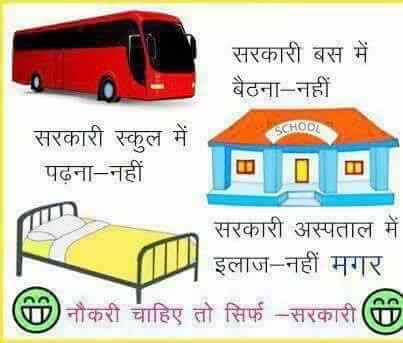 सरकारी बस में
बैठना–नहीं
सरकारी स्कुल में
पढ़ना–नहीं
SCHOOL
सरकारी अस्पताल में
इलाज–नहीं मगर
नौकरी चाहिए तो सिर्फ –सरकारी